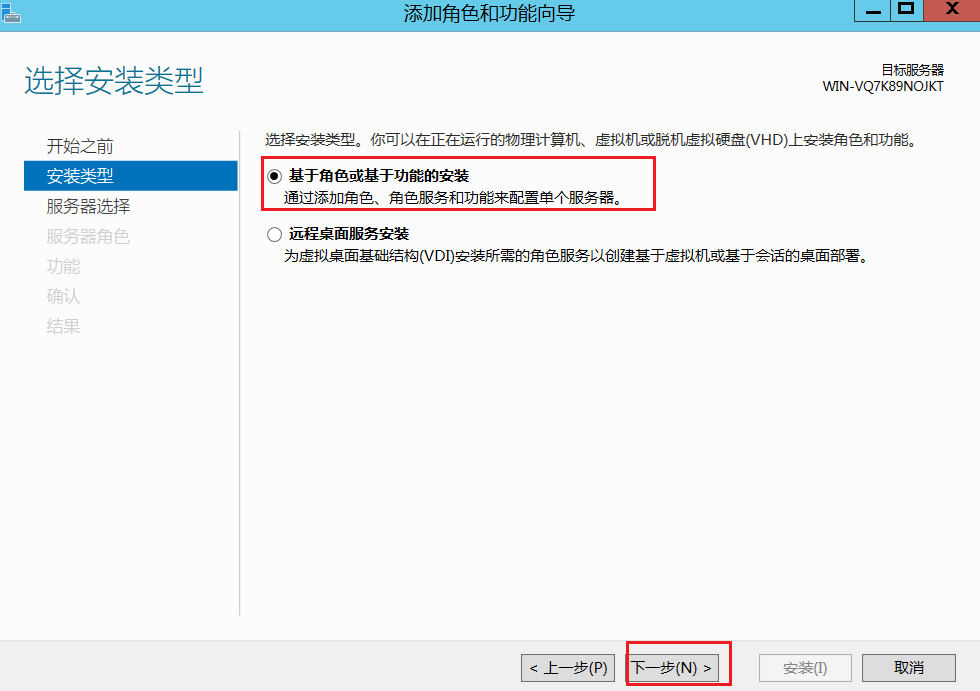 添加角色和功能向导
选择安装类型
目标服务器
WIN-VQ7K89NOJKT
开始之前
安装类型
服务器选择
服务器角色
功能
确认
结果
选择安装类型。你可以在正在运行的物理计算机、虚拟机或脱机虚拟硬盘(VHD)上安装角色和功能。
基于角色或基于功能的安装
通过添加角色、角色服务和功能来配置单个服务器。
远程桌面服务安装
为虚拟桌面基础结构(VDI)安装所需的角色服务以创建基于虚拟机或基于会话的桌面部署。
< 上一步(P)
下一步(N) >
安装(I)
取消